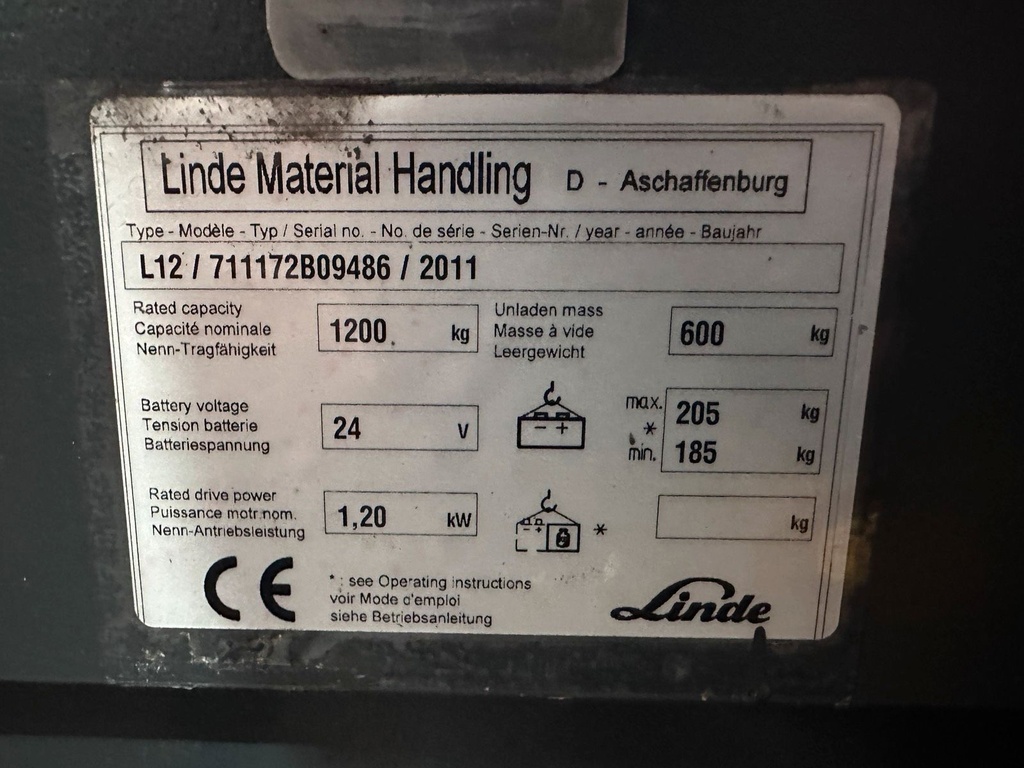 Linde Material Handling D - Aschaffenburg
Type - Modèle - Typ / Serial no. - No. de série - Serien-Nr. / year - année - Baujahr
L12 / 711172B09486 / 2011
Rated capacity
Capacité nominale
Nenn-Tragfähigkeit
1200 kg
Unladen mass
Masse à vide
Leergewicht
600 kg
Battery voltage
Tension batterie
Batteriespannung
24 V
- +
max. 205 kg
*
min. 185 kg
Rated drive power
Puissance motr.nom.
Nenn-Antriebsleistung
1,20 kW
- +
*
kg
CE
* : see Operating instructions
voir Mode d'emploi
siehe Betriebsanleitung
Linde